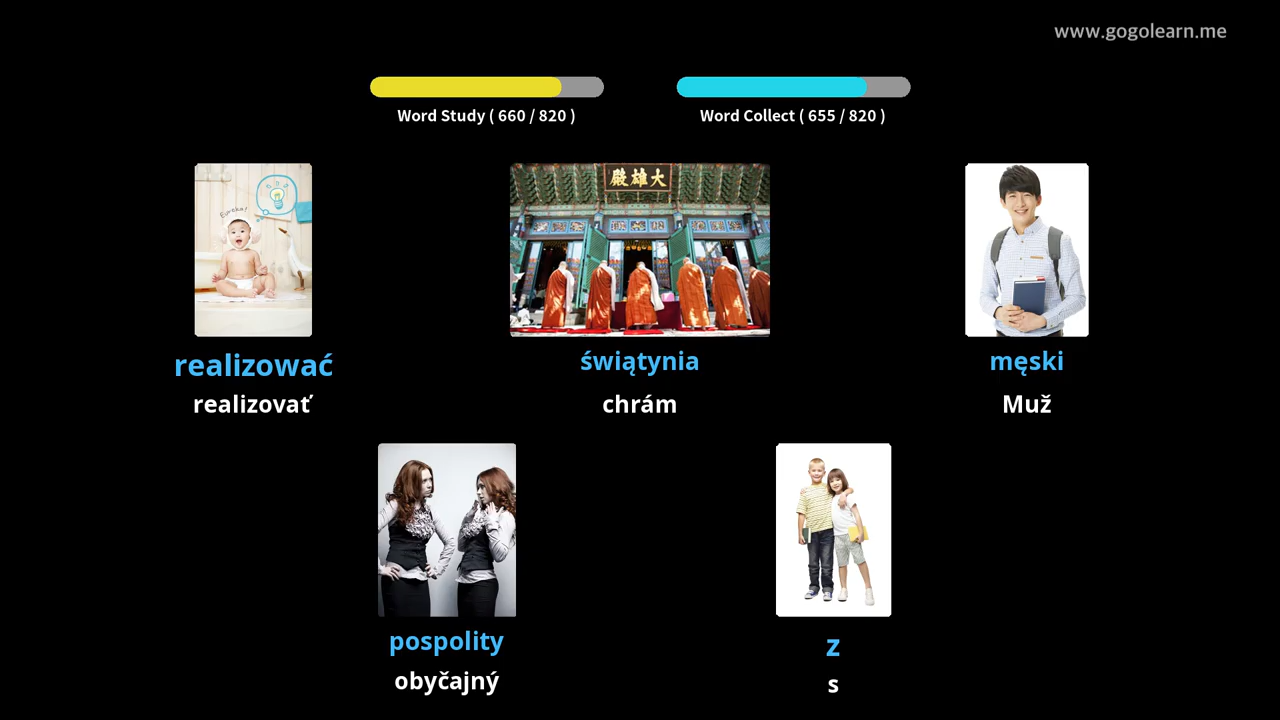 www.gogolearn.me
Word Study ( 660 / 820 )
Word Collect ( 655 / 820 )
Eureka!
殿雄大
realizować
realizovať
świątynia
chrám
męski
Muž
pospolity
obyčajný
z
s